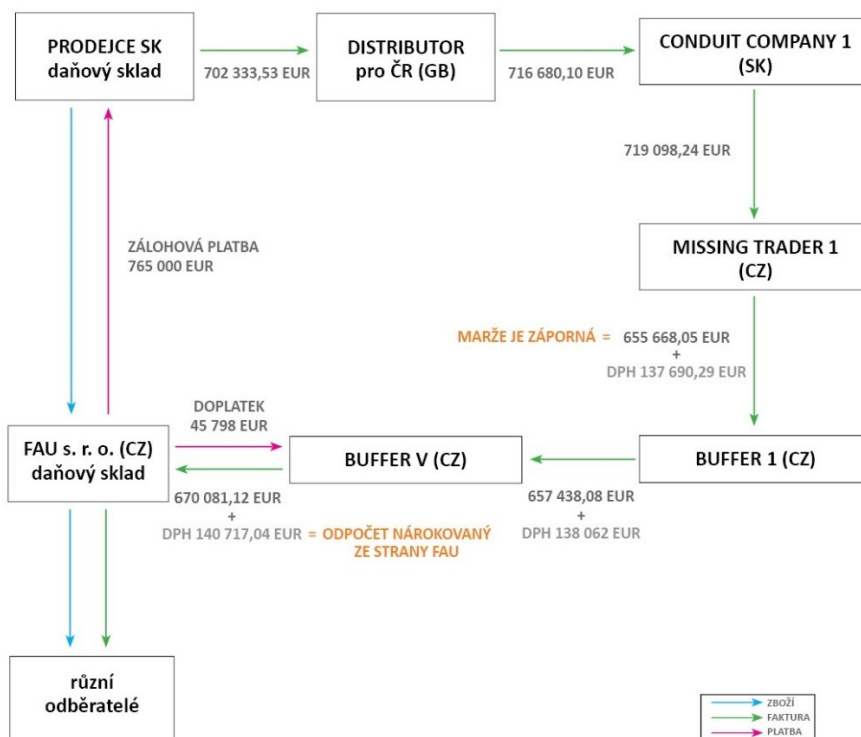 PRODEJCE SK
daňový sklad
702 333,53 EUR
DISTRIBUTOR
pro ČR (GB)
716 680,10 EUR
CONDUIT COMPANY 1
(SK)
719 098,24 EUR
ZÁLOHOVÁ PLATBA
765 000 EUR
MISSING TRADER 1
(CZ)
MARŽE JE ZÁPORNÁ = 655 668,05 EUR
+
DPH 137 690,29 EUR
DOPLATEK
45 798 EUR
FAU s. r. o. (CZ)
daňový sklad
BUFFER V (CZ)
BUFFER 1 (CZ)
670 081,12 EUR
+
DPH 140 717,04 EUR = ODPOČET NÁROKOVANÝ
ZE STRANY FAU
657 438,08 EUR
+
DPH 138 062 EUR
různí
odběratelé
ZBOŽÍ
FAKTURA
PLATBA